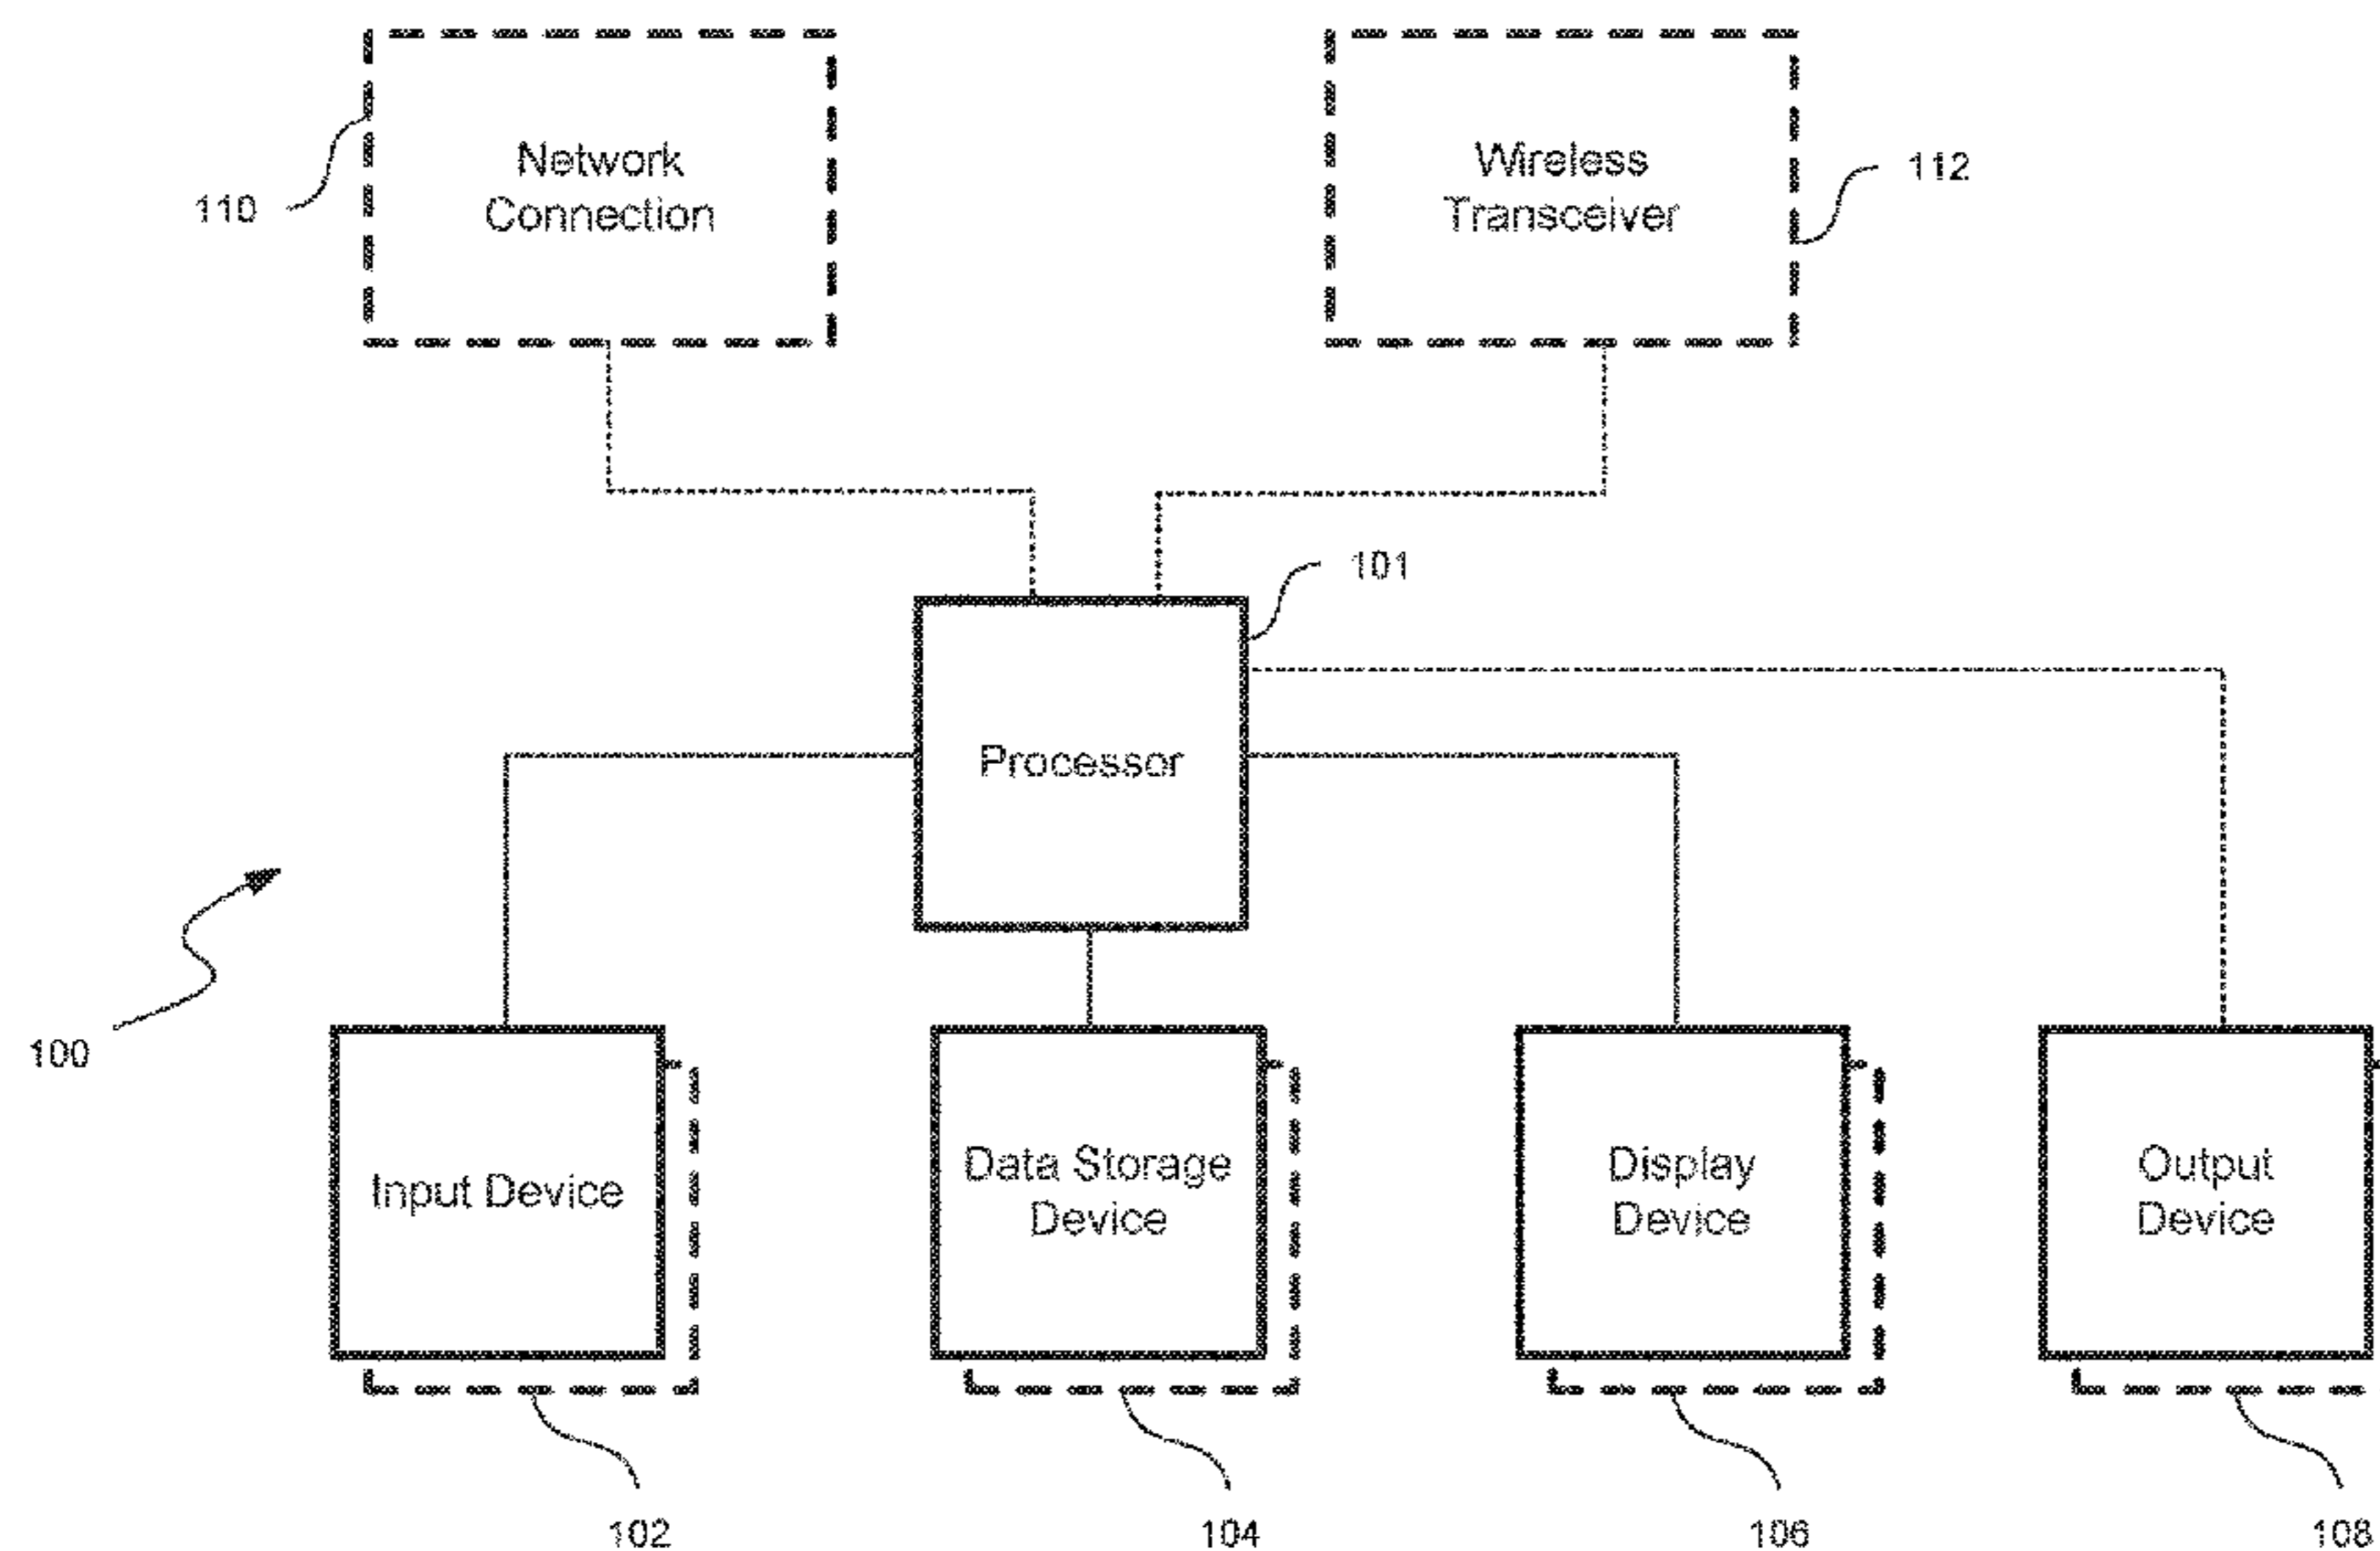 Network
Connection
110
Wireless
Transceiver
112
101
Processor
100
Input Device
Data Storage
Device
Display
Device
Output
Device
102
104
106
108